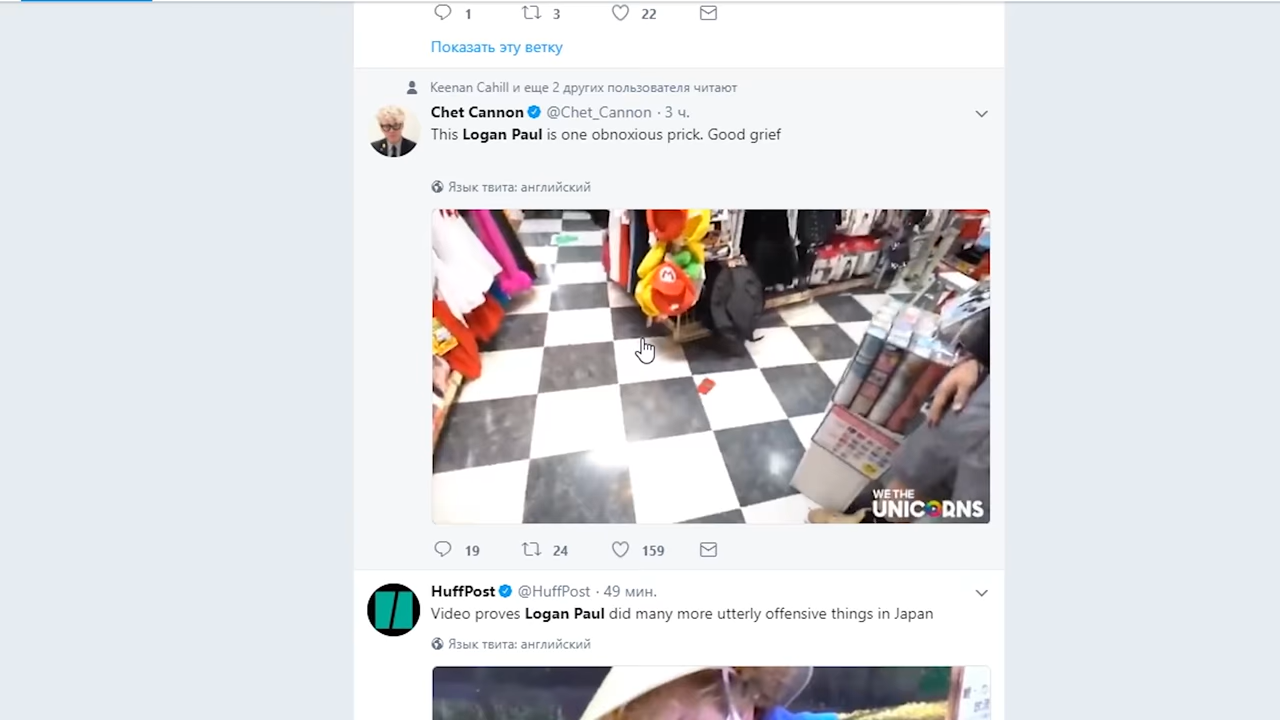 1 3 22
Показать эту ветку
Keenan Cahill и еще 2 других пользователя читают
Chet Cannon @Chet_Cannon · 3 ч.
This Logan Paul is one obnoxious prick. Good grief
Язык твита: английский
M
WE THE
UNICORNS
19 24 159
HuffPost @HuffPost · 49 мин.
Video proves Logan Paul did many more utterly offensive things in Japan
Язык твита: английский